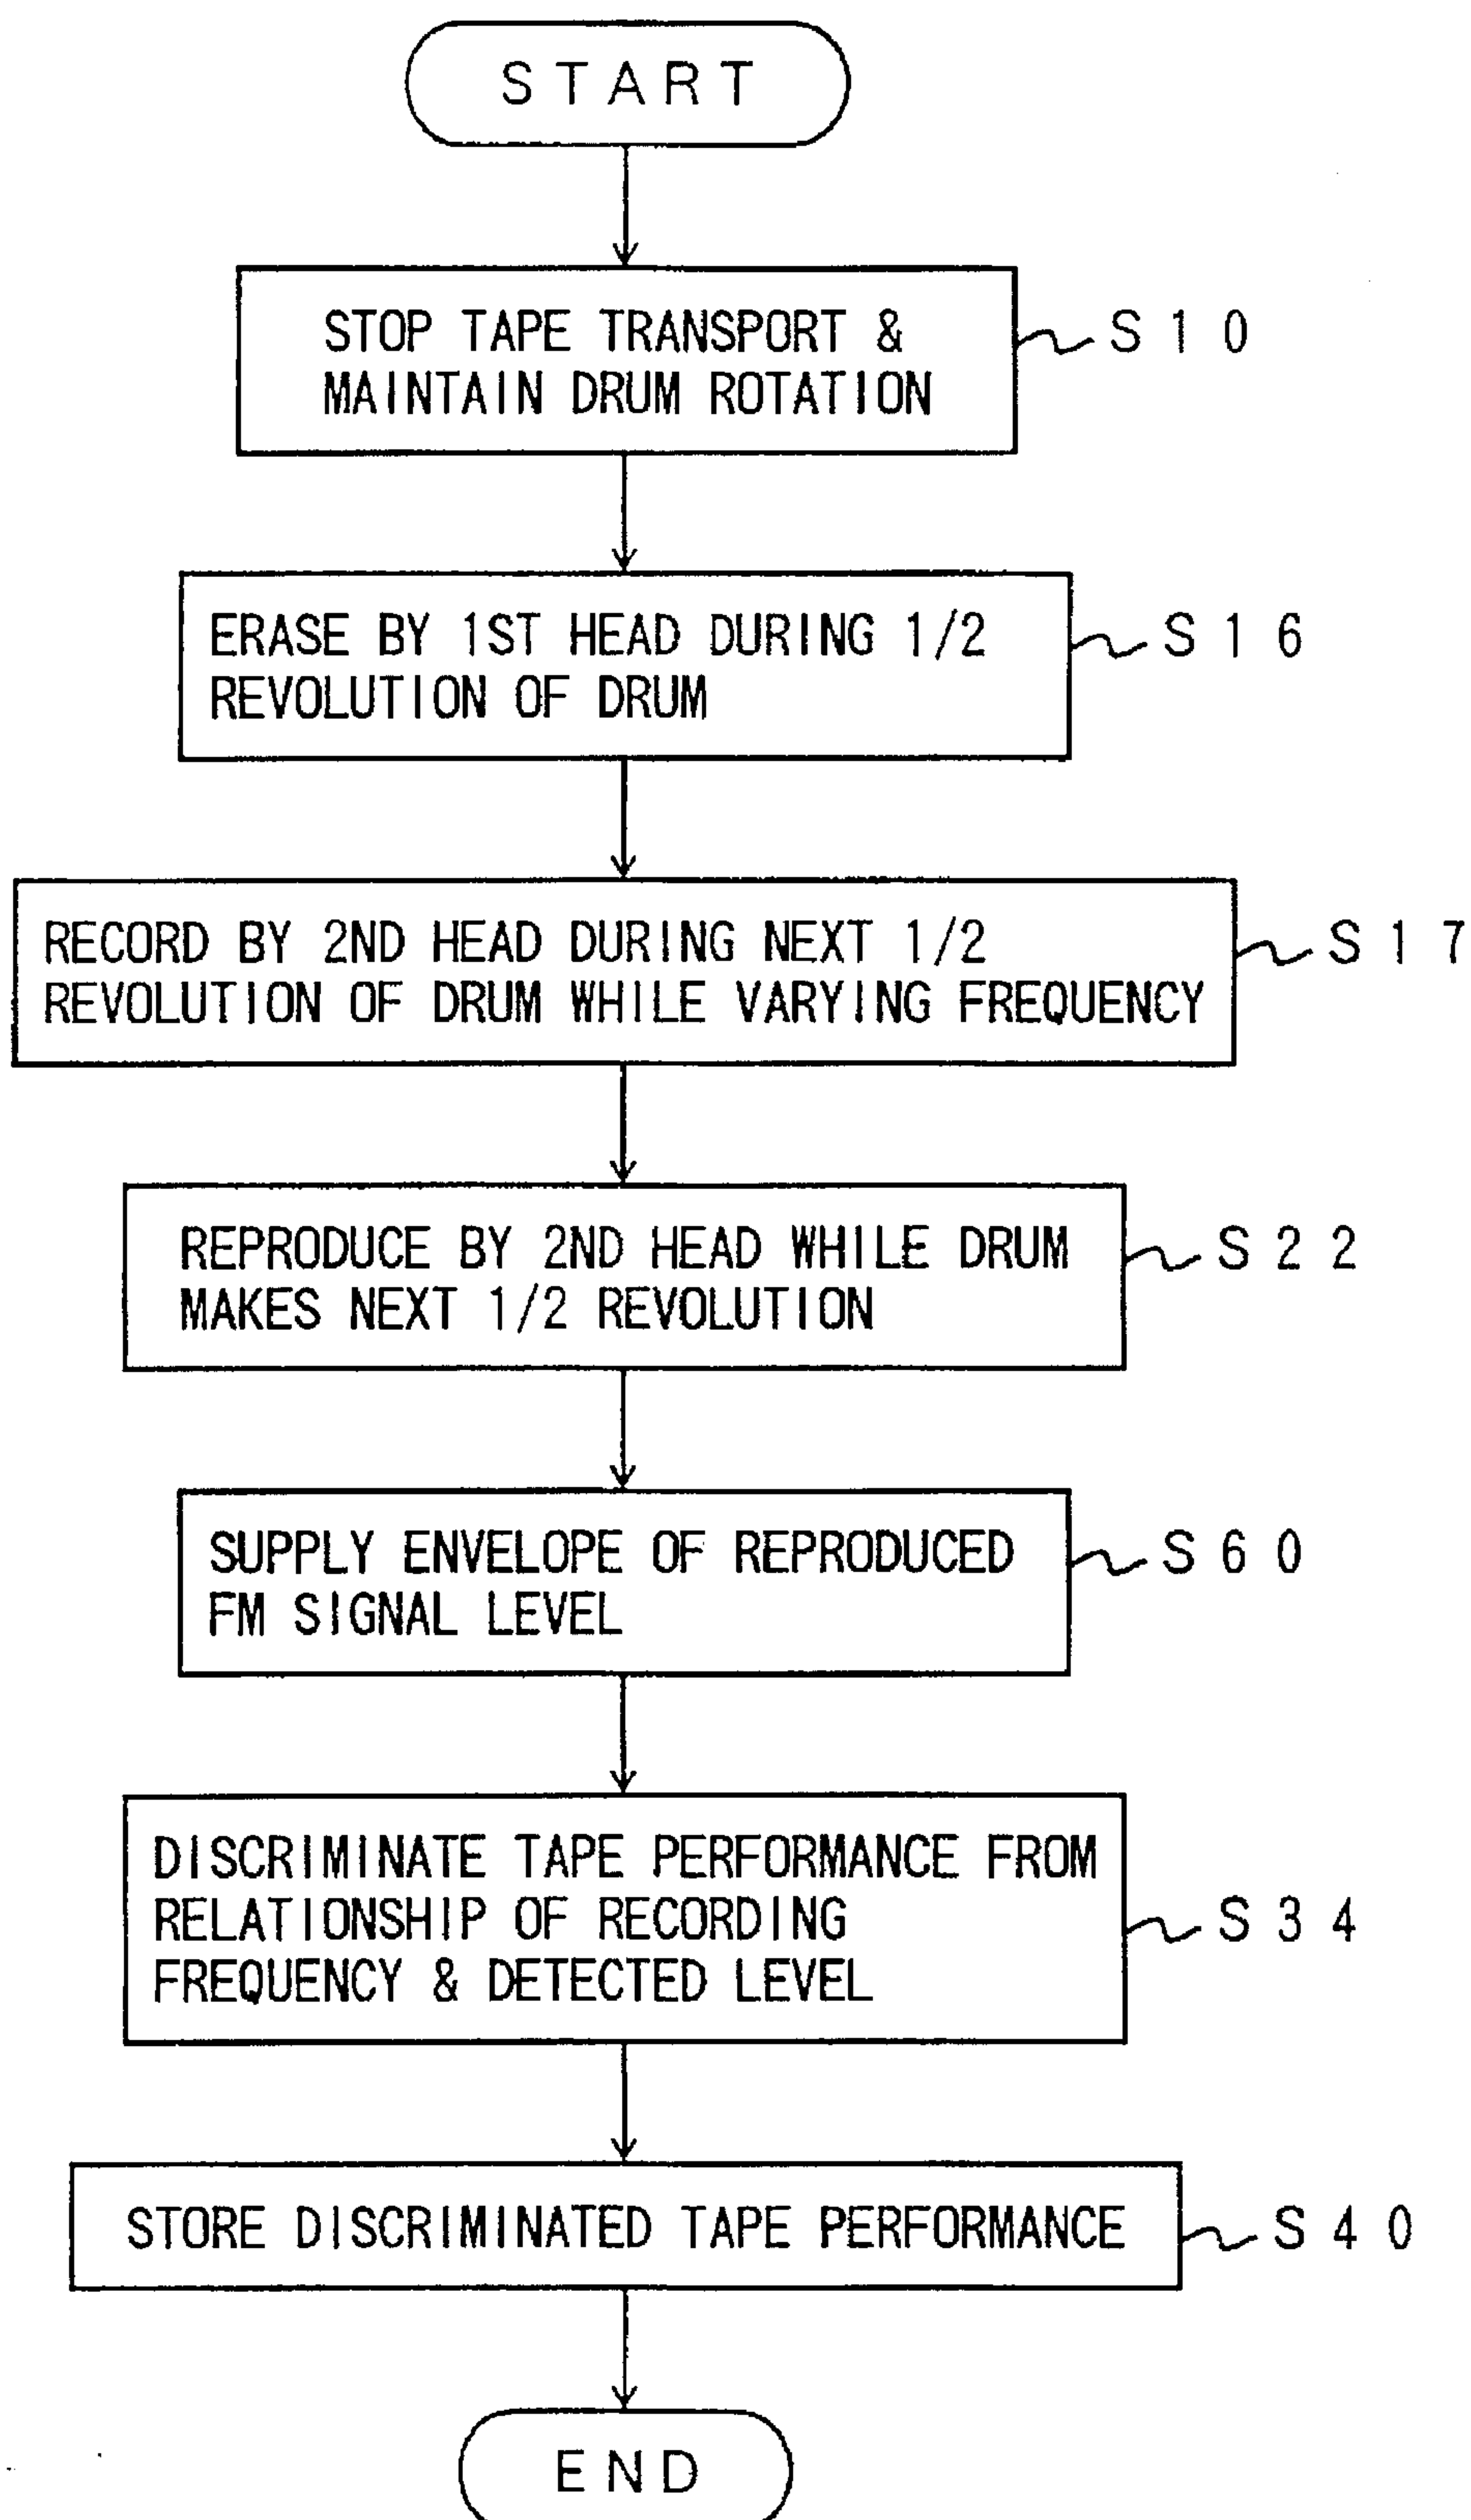 START
STOP TAPE TRANSPORT &
MAINTAIN DRUM ROTATION
S10
ERASE BY 1ST HEAD DURING 1/2
REVOLUTION OF DRUM
S16
RECORD BY 2ND HEAD DURING NEXT 1/2
REVOLUTION OF DRUM WHILE VARYING FREQUENCY
S17
REPRODUCE BY 2ND HEAD WHILE DRUM
MAKES NEXT 1/2 REVOLUTION
S22
SUPPLY ENVELOPE OF REPRODUCED
FM SIGNAL LEVEL
S60
DISCRIMINATE TAPE PERFORMANCE FROM
RELATIONSHIP OF RECORDING
FREQUENCY & DETECTED LEVEL
S34
STORE DISCRIMINATED TAPE PERFORMANCE
S40
END